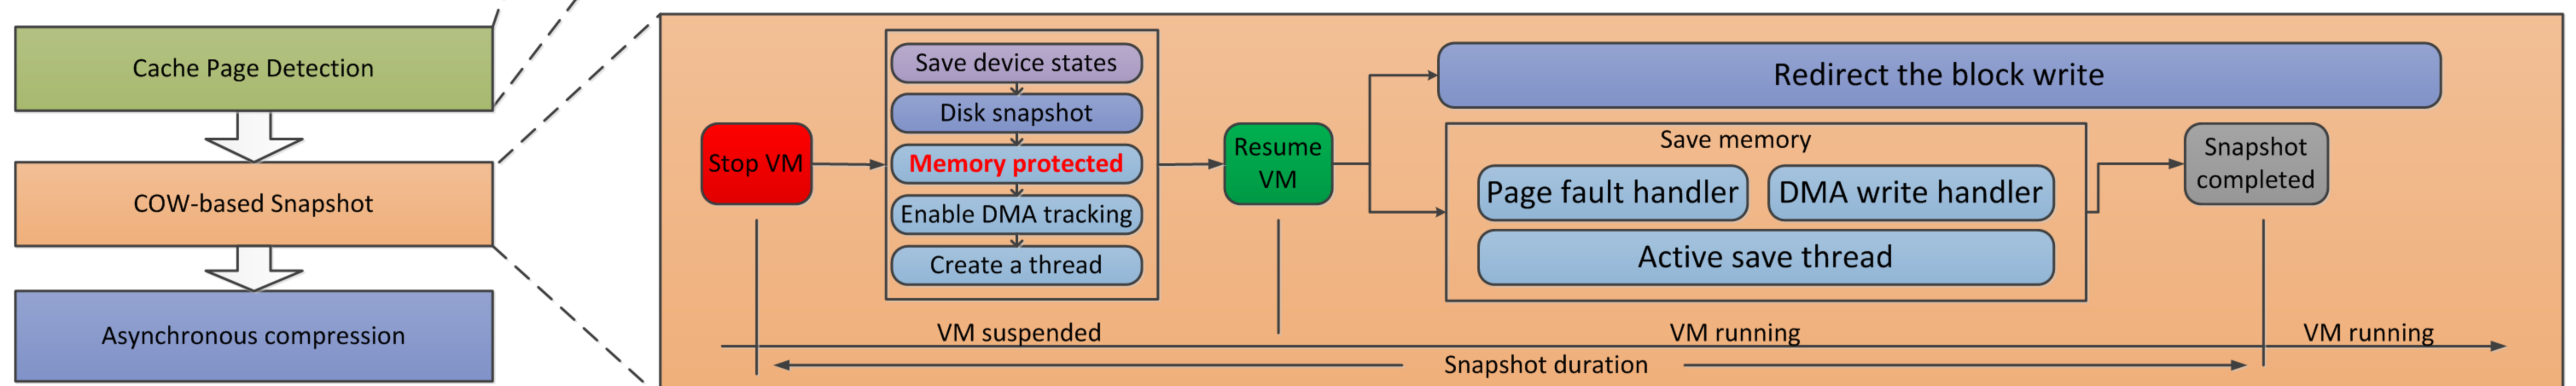 Cache Page Detection
COW-based Snapshot
Asynchronous compression
Stop VM
Save device states
Disk snapshot
Memory protected
Enable DMA tracking
Create a thread
Resume
VM
Redirect the block write
Save memory
Page fault handler
DMA write handler
Active save thread
Snapshot
completed
VM suspended
VM running
VM running
Snapshot duration